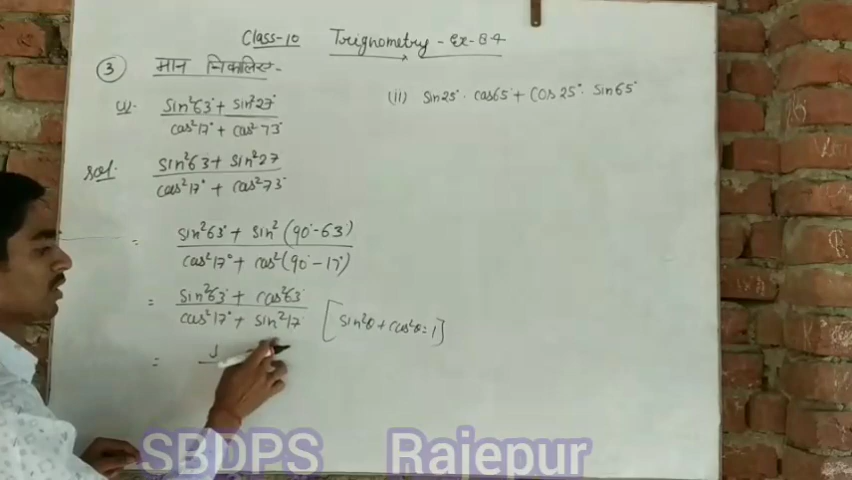 Class-10 Trignometry - Ex-8.4
(3) मान निकालिए-
(i). (sin²63° + sin²27°) / (cos²17° + cos²73°)
(ii) sin25°. cos65° + cos25°. sin65°
sol. (sin²63 + sin²27) / (cos²17° + cos²73°)
= (sin²63° + sin²(90°-63°)) / (cos²17° + cos²(90°-17°))
= (sin²63° + cos²63°) / (cos²17° + sin²17°) [sin²θ + cos²θ = 1]
= 1
SBDPS Rajepur